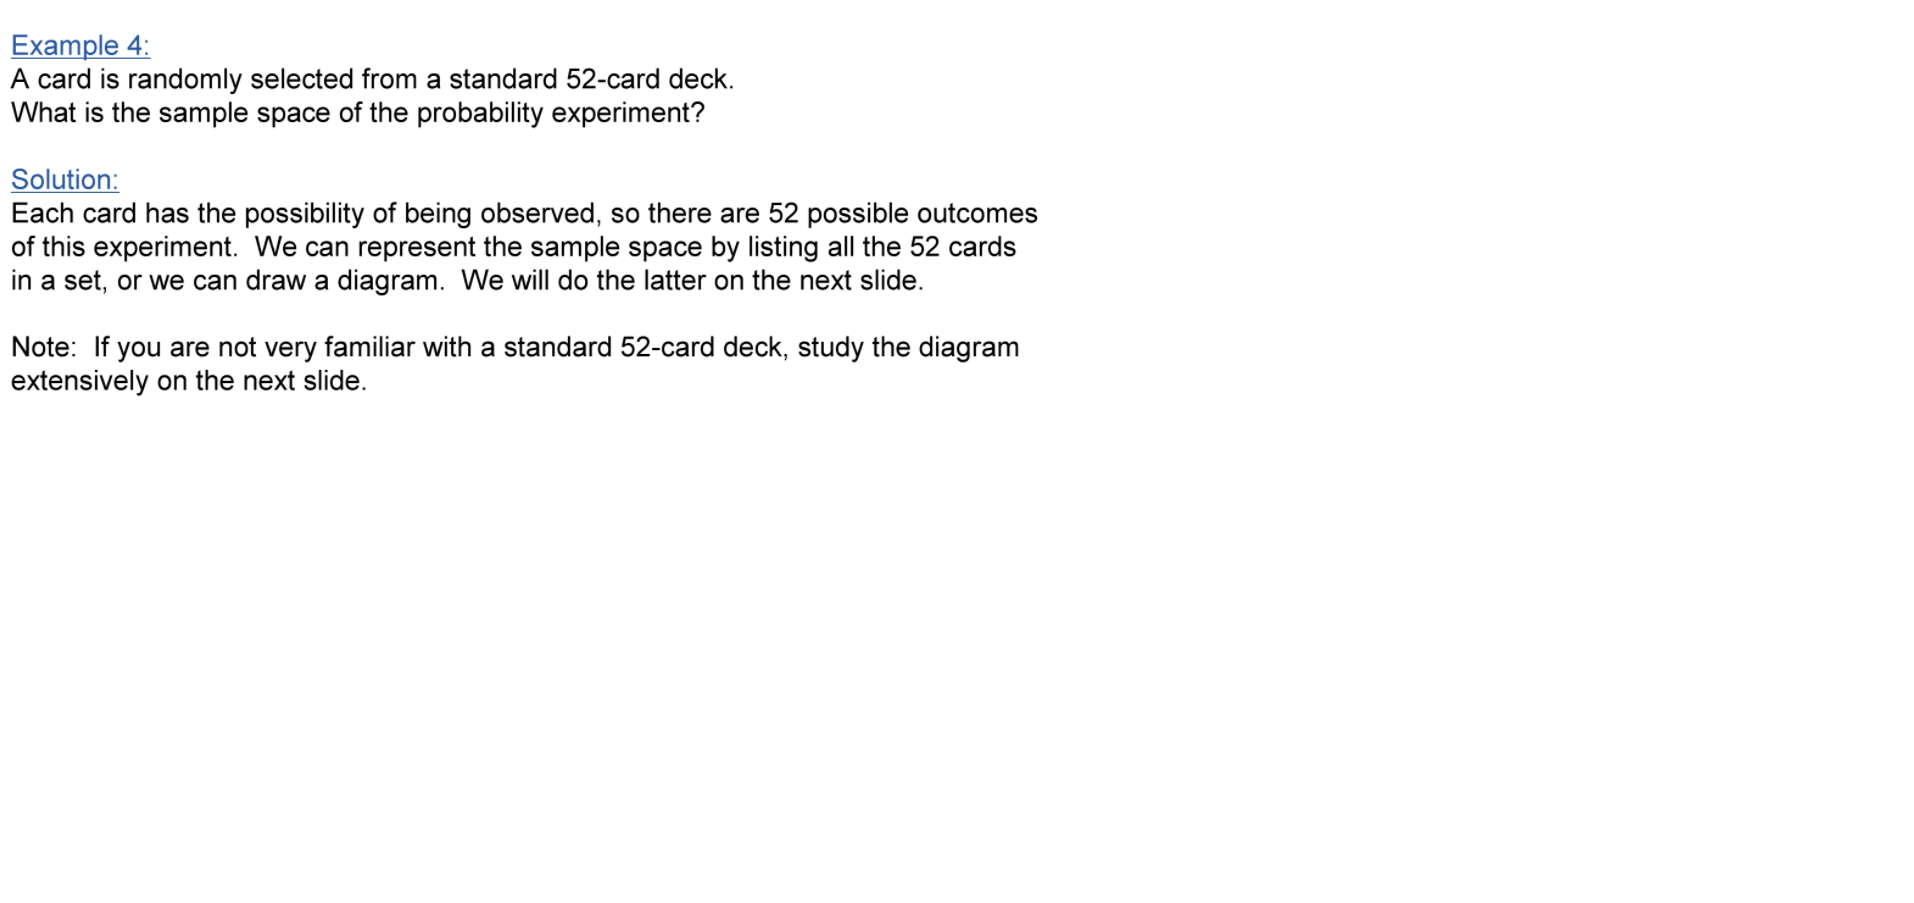 Example 4:
A card is randomly selected from a standard 52-card deck.
What is the sample space of the probability experiment?
Solution:
Each card has the possibility of being observed, so there are 52 possible outcomes
of this experiment.  We can represent the sample space by listing all the 52 cards
in a set, or we can draw a diagram.  We will do the latter on the next slide.
Note:  If you are not very familiar with a standard 52-card deck, study the diagram
extensively on the next slide.